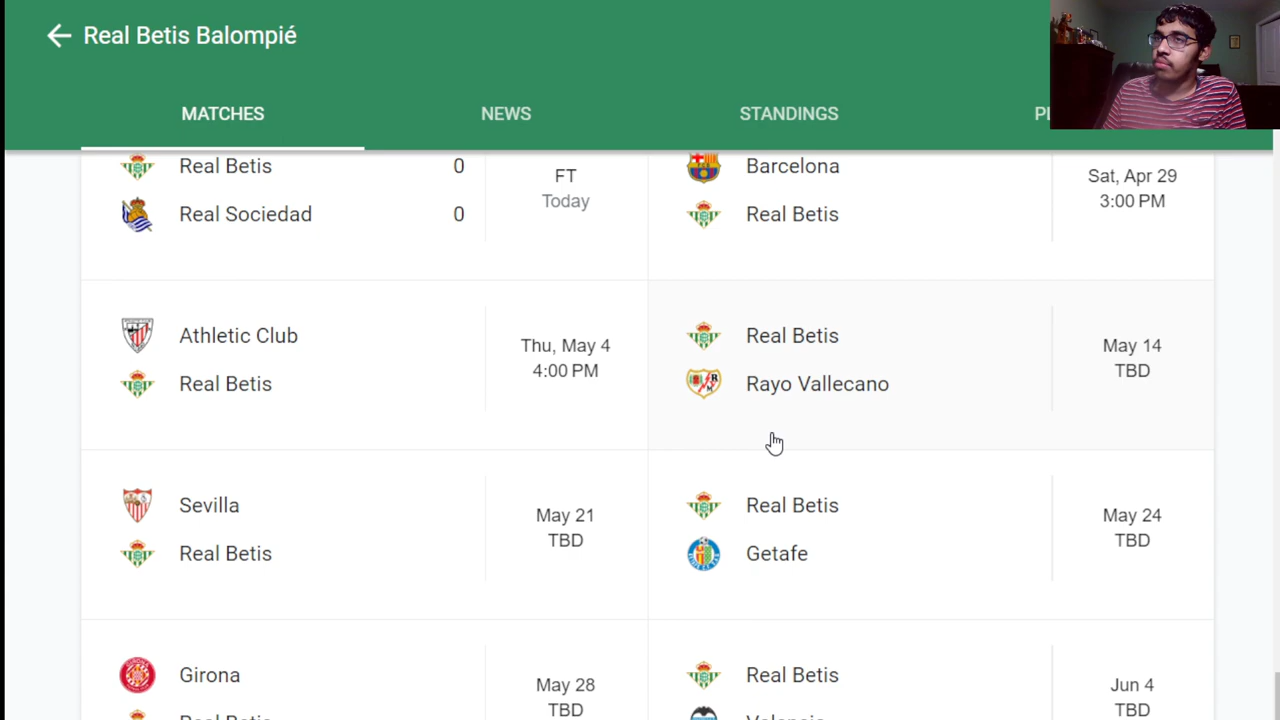 Real Betis Balompié
MATCHES
NEWS
STANDINGS
Real Betis 0
Real Sociedad 0
FT
Today
Barcelona
Real Betis
Sat, Apr 29
3:00 PM
Athletic Club
Real Betis
Thu, May 4
4:00 PM
Real Betis
Rayo Vallecano
May 14
TBD
Sevilla
Real Betis
May 21
TBD
Real Betis
Getafe
May 24
TBD
Girona
Real Betis
May 28
TBD
Real Betis
Valencia
Jun 4
TBD